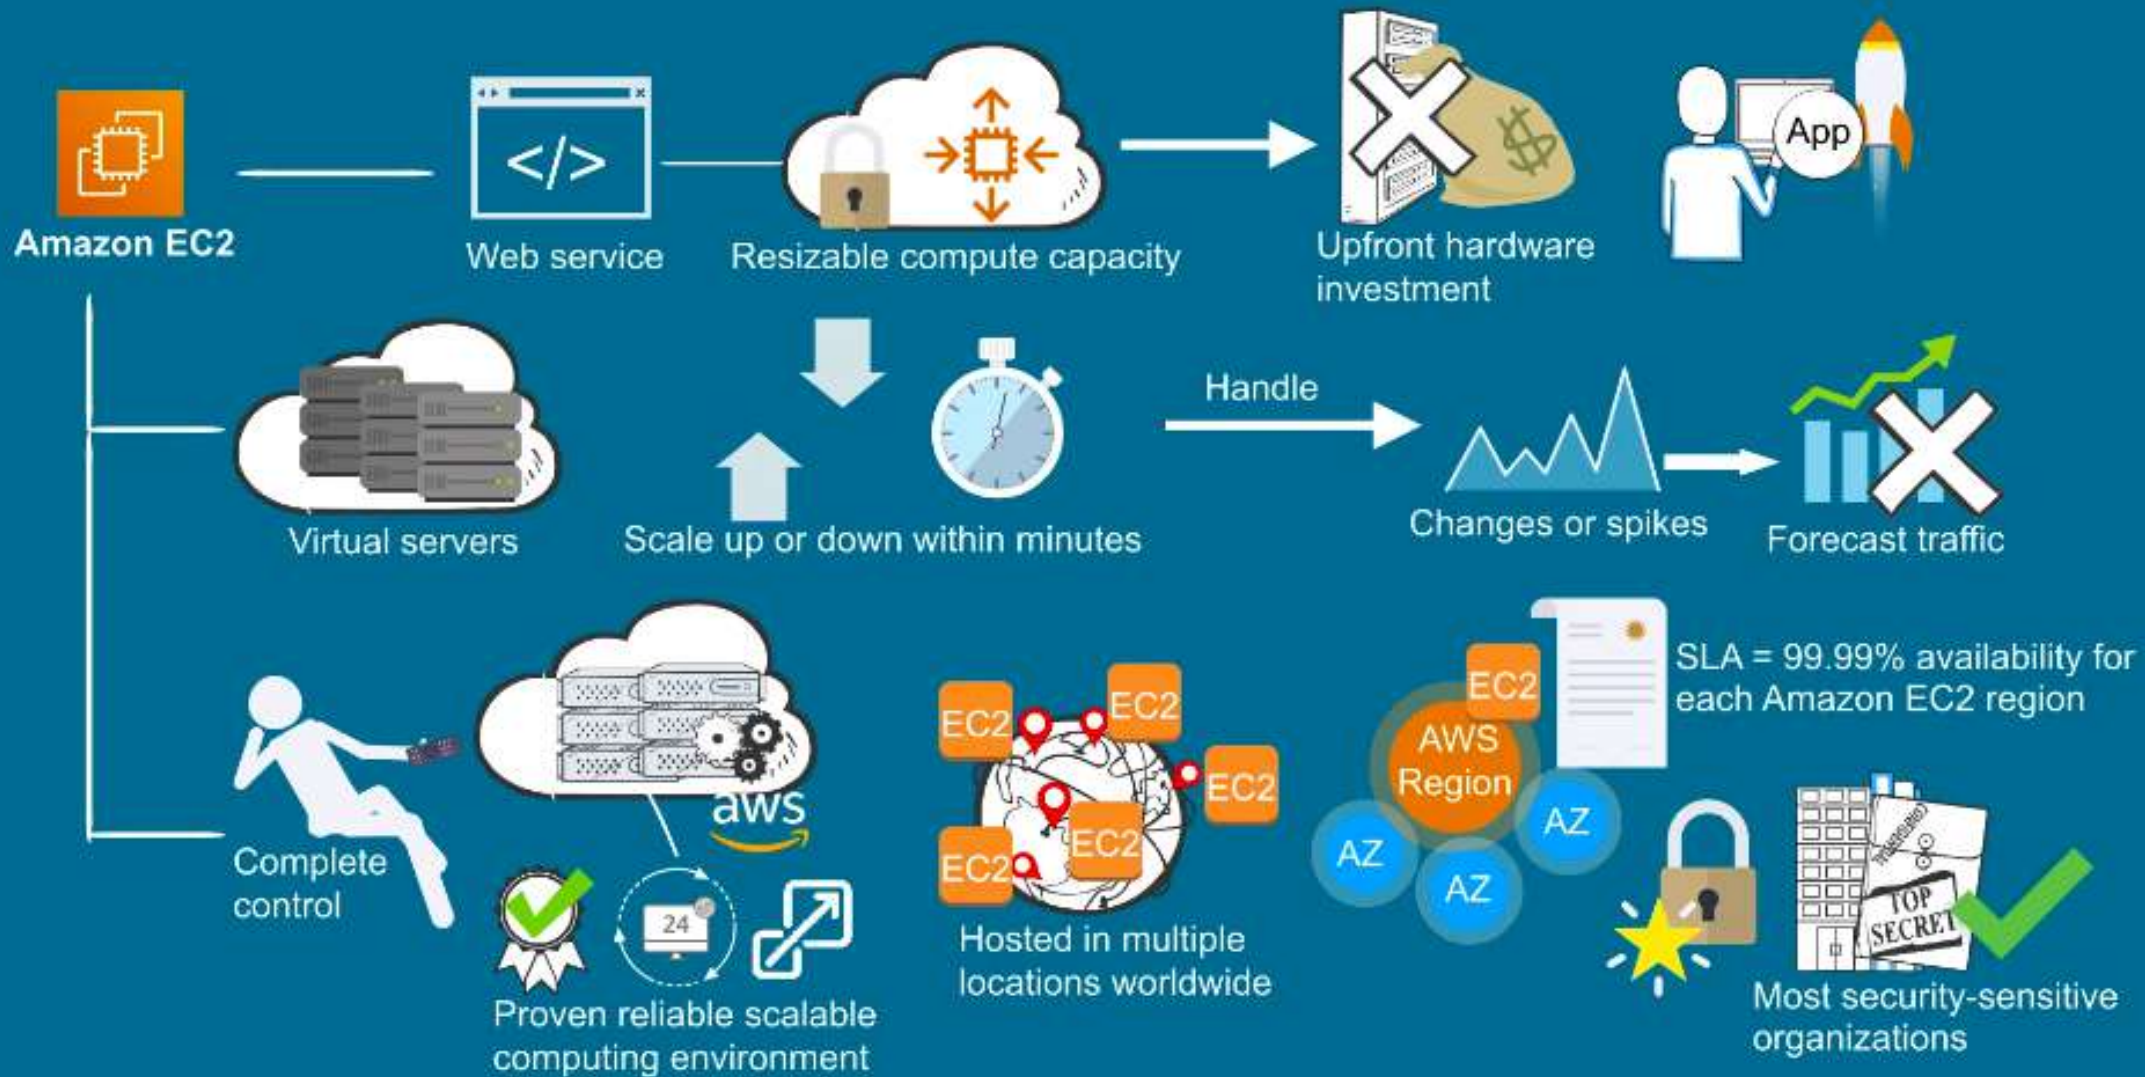 Amazon EC2
</>
Web service
Resizable compute capacity
Upfront hardware
investment
App
Virtual servers
Scale up or down within minutes
Handle
Changes or spikes
Forecast traffic
Complete
control
aws
24
Proven reliable scalable
computing environment
EC2
EC2
EC2
EC2
EC2
Hosted in multiple
locations worldwide
EC2
AWS
Region
AZ
AZ
AZ
SLA = 99.99% availability for
each Amazon EC2 region
CONFIDENTIAL
TOP
SECRET
Most security-sensitive
organizations